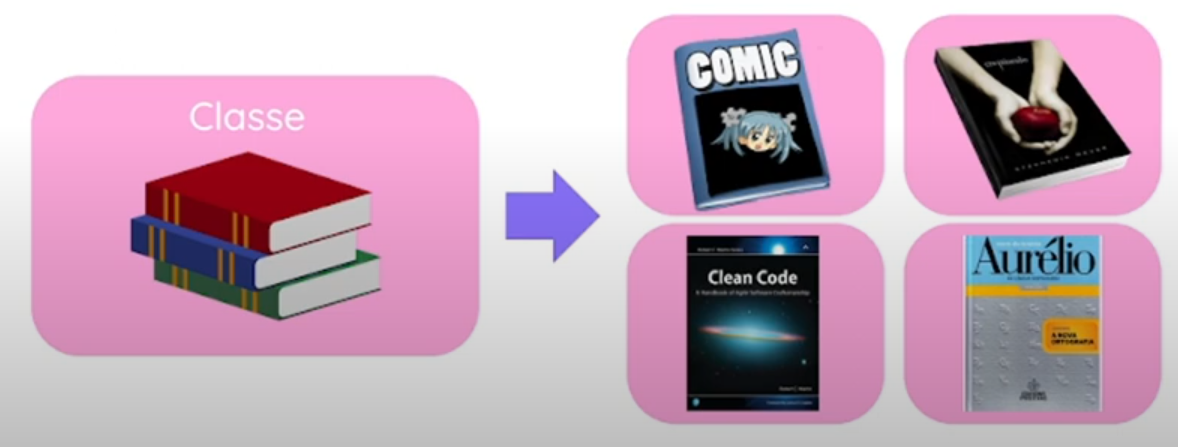 Classe
COMIC
crepúsculo
STEPHENIE MEYER
Clean Code
A Handbook of Agile Software Craftsmanship
Aurélio
A NOVA
ORTOGRAFIA